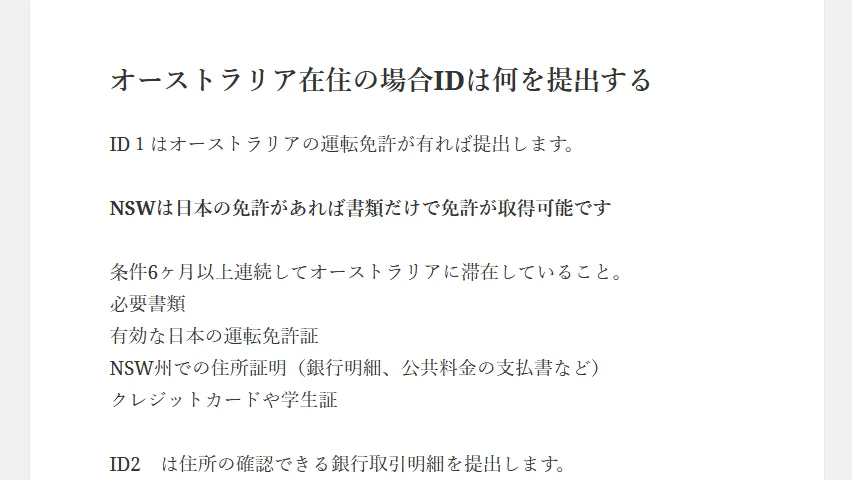 オーストラリア在住の場合IDは何を提出する
ID１はオーストラリアの運転免許が有れば提出します。
NSWは日本の免許があれば書類だけで免許が取得可能です
条件6ヶ月以上連続してオーストラリアに滞在していること。
必要書類
有効な日本の運転免許証
NSW州での住所証明（銀行明細、公共料金の支払書など）
クレジットカードや学生証
ID2　は住所の確認できる銀行取引明細を提出します。